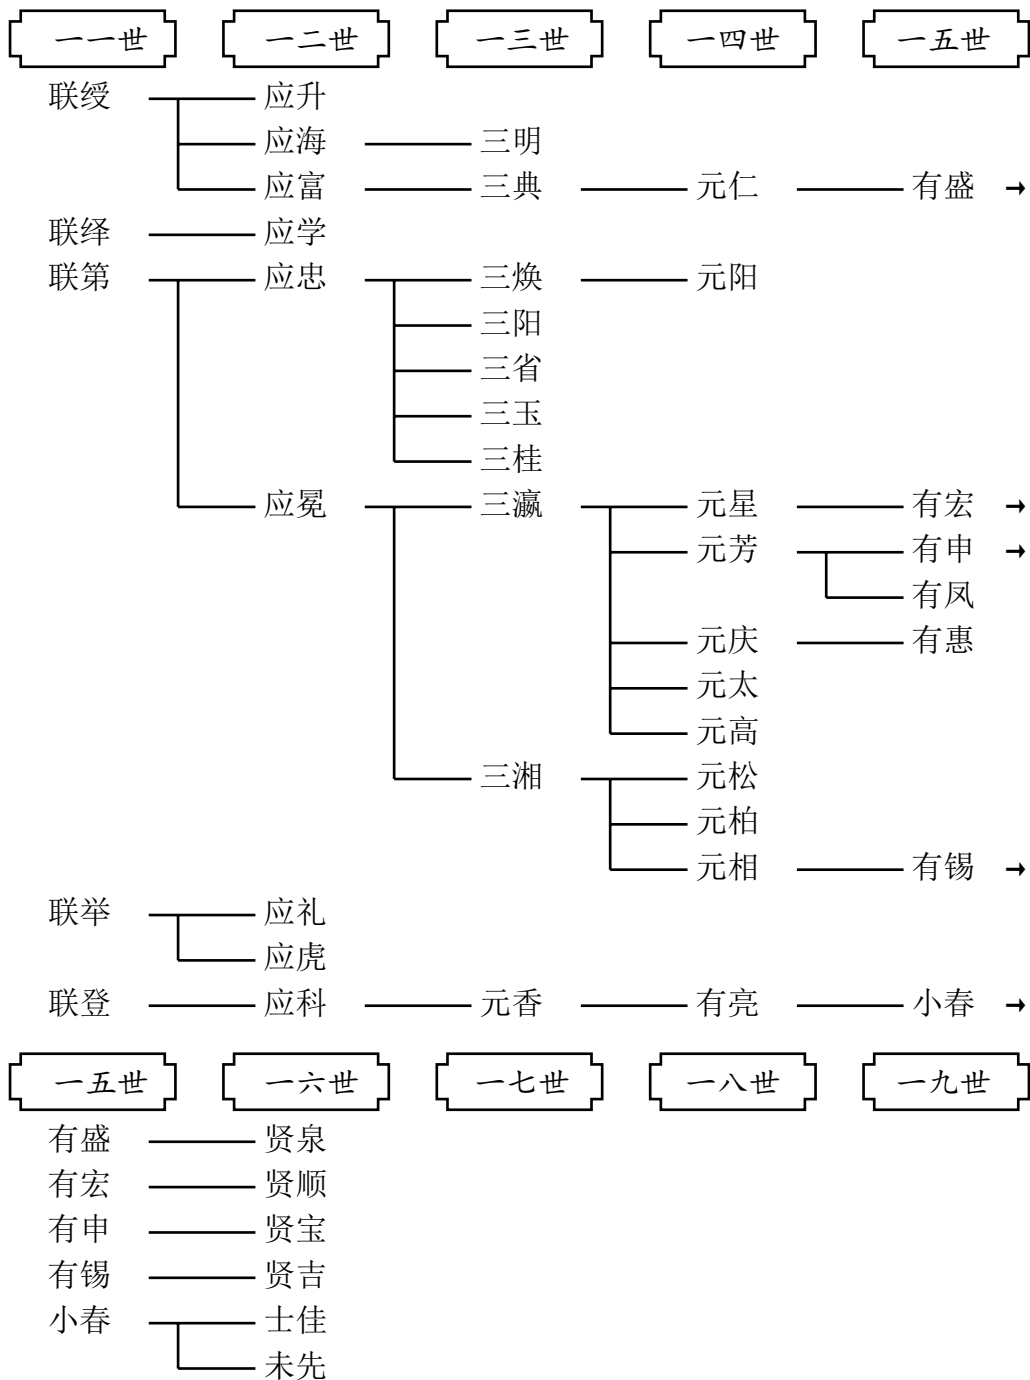 一一世 一二世 一三世 一四世 一五世
联绶 应升
应海 三明
应富 三典 元仁 有盛 →
联绎 应学
联第 应忠 三焕 元阳
三阳
三省
三玉
三桂
应冕 三瀛 元星 有宏 →
元芳 有申 →
有凤
元庆 有惠
元太
元高
三湘 元松
元柏
元相 有锡 →
联举 应礼
应虎
联登 应科 元香 有亮 小春 →
一五世 一六世 一七世 一八世 一九世
有盛 贤泉
有宏 贤顺
有申 贤宝
有锡 贤吉
小春 士佳
未先